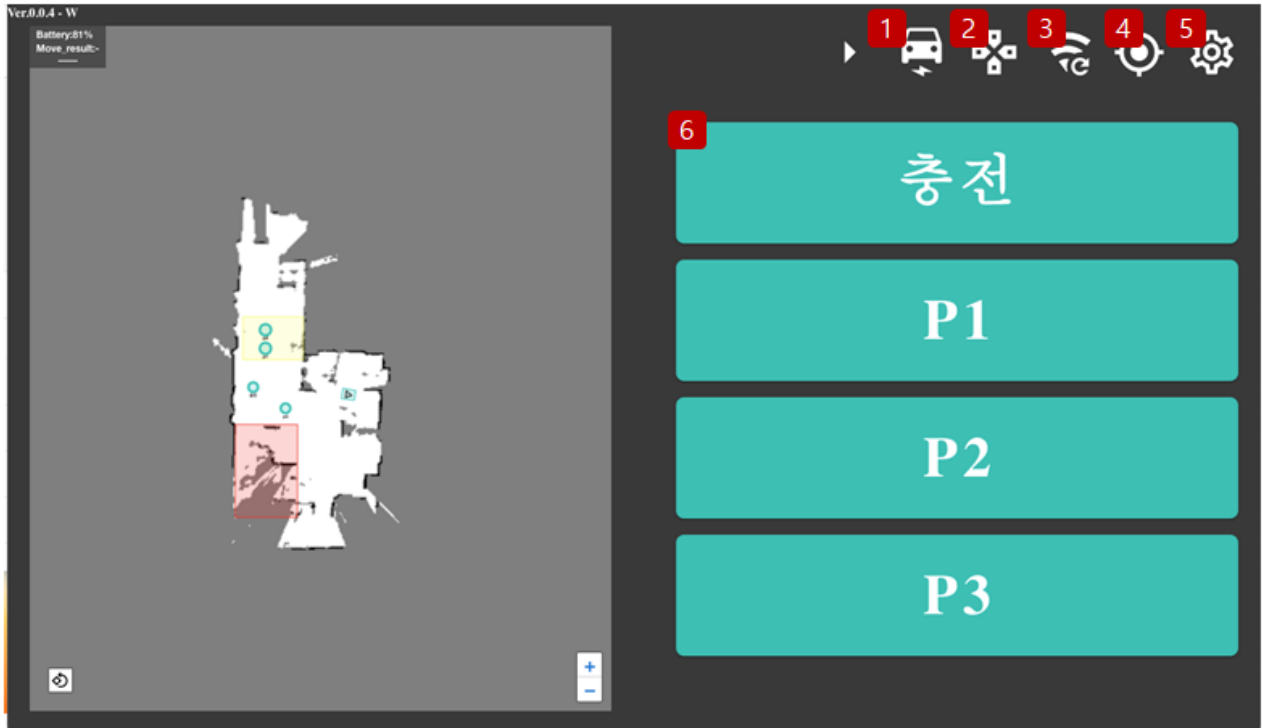 Ver.0.0.4 - W
Battery:81%
Move_result:-
1
2
3
4
5
6
충전
P1
P2
P3
+
−